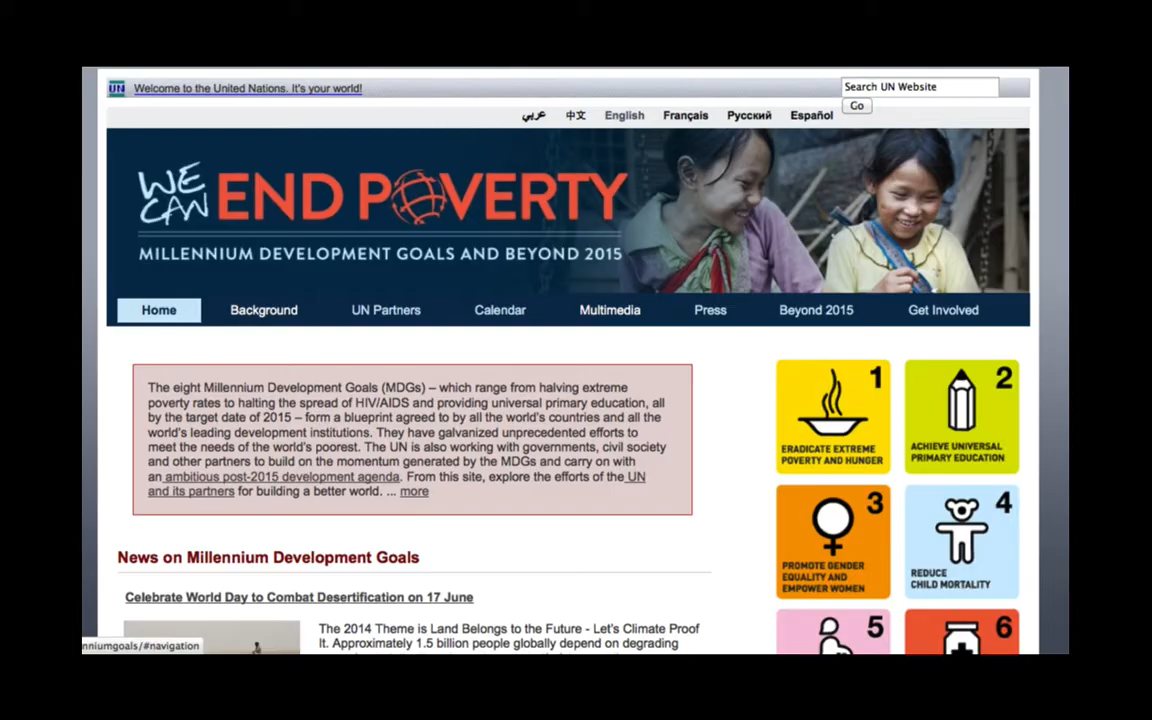 UN Welcome to the United Nations. It's your world!
Search UN Website
Go
عربي 中文 English Français Русский Español
WE CAN END POVERTY
MILLENNIUM DEVELOPMENT GOALS AND BEYOND 2015
Home Background UN Partners Calendar Multimedia Press Beyond 2015 Get Involved
The eight Millennium Development Goals (MDGs) – which range from halving extreme
poverty rates to halting the spread of HIV/AIDS and providing universal primary education, all
by the target date of 2015 – form a blueprint agreed to by all the world's countries and all the
world's leading development institutions. They have galvanized unprecedented efforts to
meet the needs of the world's poorest. The UN is also working with governments, civil society
and other partners to build on the momentum generated by the MDGs and carry on with
an ambitious post-2015 development agenda. From this site, explore the efforts of the UN
and its partners for building a better world. ... more
1
ERADICATE EXTREME
POVERTY AND HUNGER
2
ACHIEVE UNIVERSAL
PRIMARY EDUCATION
3
PROMOTE GENDER
EQUALITY AND
EMPOWER WOMEN
4
REDUCE
CHILD MORTALITY
5
6
News on Millennium Development Goals
Celebrate World Day to Combat Desertification on 17 June
The 2014 Theme is Land Belongs to the Future - Let's Climate Proof
It. Approximately 1.5 billion people globally depend on degrading
nniumgoals/#navigation